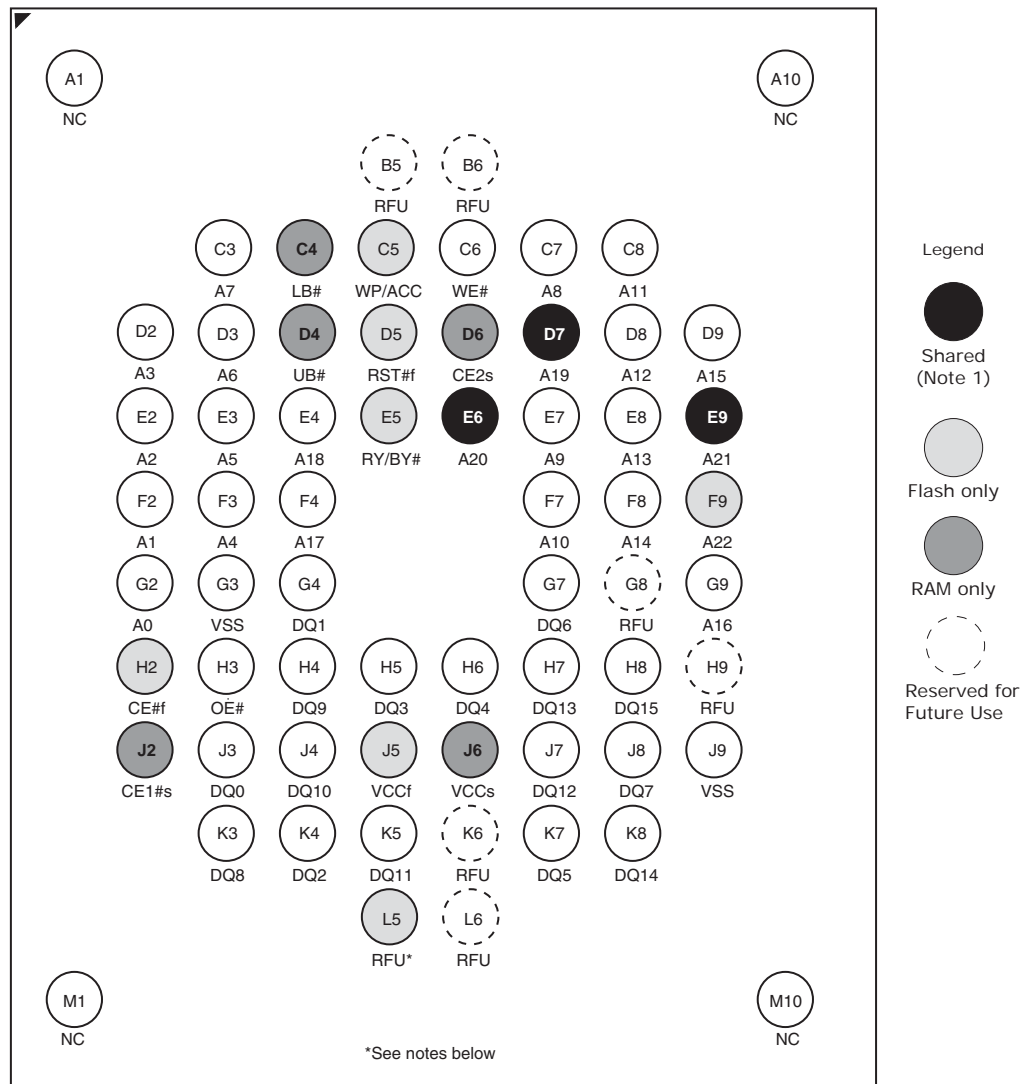 A1 A10
NC NC
B5 B6
RFU RFU
C3 C4 C5 C6 C7 C8
A7 LB# WP/ACC WE# A8 A11
D2 D3 D4 D5 D6 D7 D8 D9
A3 A6 UB# RST#f CE2s A19 A12 A15
E2 E3 E4 E5 E6 E7 E8 E9
A2 A5 A18 RY/BY# A20 A9 A13 A21
F2 F3 F4 F7 F8 F9
A1 A4 A17 A10 A14 A22
G2 G3 G4 G7 G8 G9
A0 VSS DQ1 DQ6 RFU A16
H2 H3 H4 H5 H6 H7 H8 H9
CE#f OE# DQ9 DQ3 DQ4 DQ13 DQ15 RFU
J2 J3 J4 J5 J6 J7 J8 J9
CE1#s DQ0 DQ10 VCCf VCCs DQ12 DQ7 VSS
K3 K4 K5 K6 K7 K8
DQ8 DQ2 DQ11 RFU DQ5 DQ14
L5 L6
RFU* RFU
M1 M10
NC NC
*See notes below
Legend
Shared
(Note 1)
Flash only
RAM only
Reserved for
Future Use